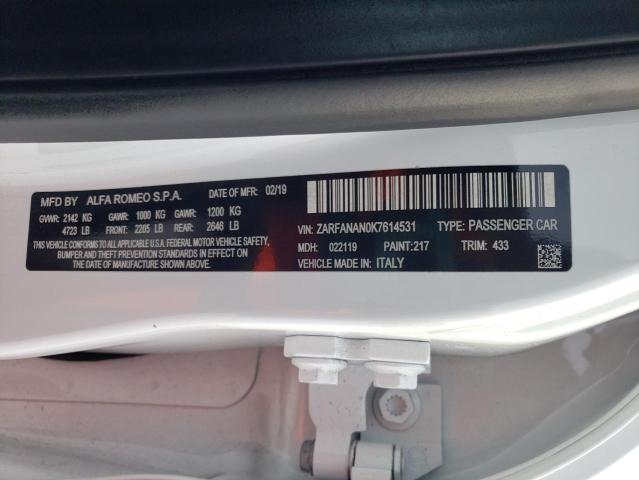 MFD BY ALFA ROMEO S.P.A. DATE OF MFR 02/19
GVWR: 2142 KG GAWR: 1000 KG GAWR: 1200 KG
4723 LB FRONT: 2205 LB REAR: 2646 LB
THIS VEHICLE CONFORMS TO ALL APPLICABLE U.S.A. FEDERAL MOTOR VEHICLE SAFETY,
BUMPER AND THEFT PREVENTION STANDARDS IN EFFECT ON
THE DATE OF MANUFACTURE SHOWN ABOVE.
VIN: ZARFANAN0K7614531 TYPE: PASSENGER CAR
MDH: 022119 PAINT:217 TRIM: 433
VEHICLE MADE IN: ITALY